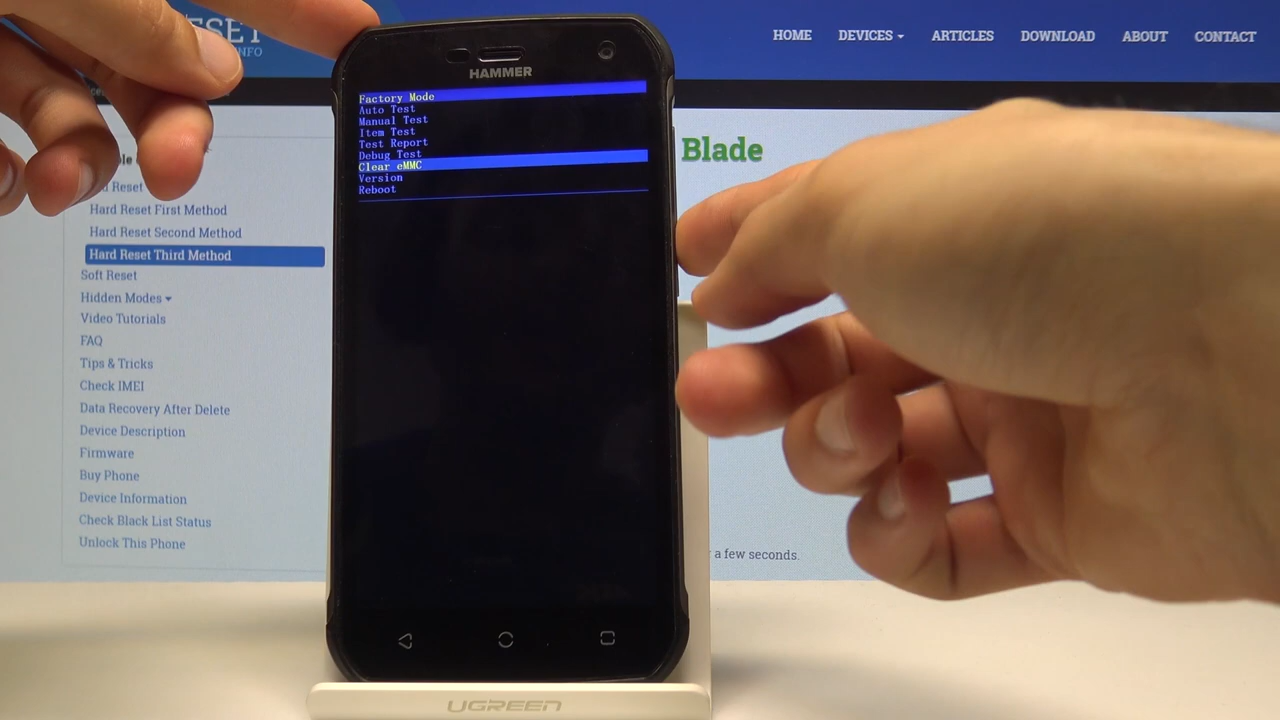 HOME
DEVICES
ARTICLES
DOWNLOAD
ABOUT
CONTACT
HAMMER
Factory Mode
Auto Test
Manual Test
Item Test
Test Report
Debug Test
Clear eMMC
Version
Reboot
Blade
Reset
Hard Reset First Method
Hard Reset Second Method
Hard Reset Third Method
Soft Reset
Hidden Modes
Video Tutorials
FAQ
Tips & Tricks
Check IMEI
Data Recovery After Delete
Device Description
Firmware
Buy Phone
Device Information
Check Black List Status
Unlock This Phone
a few seconds.
UGREEN